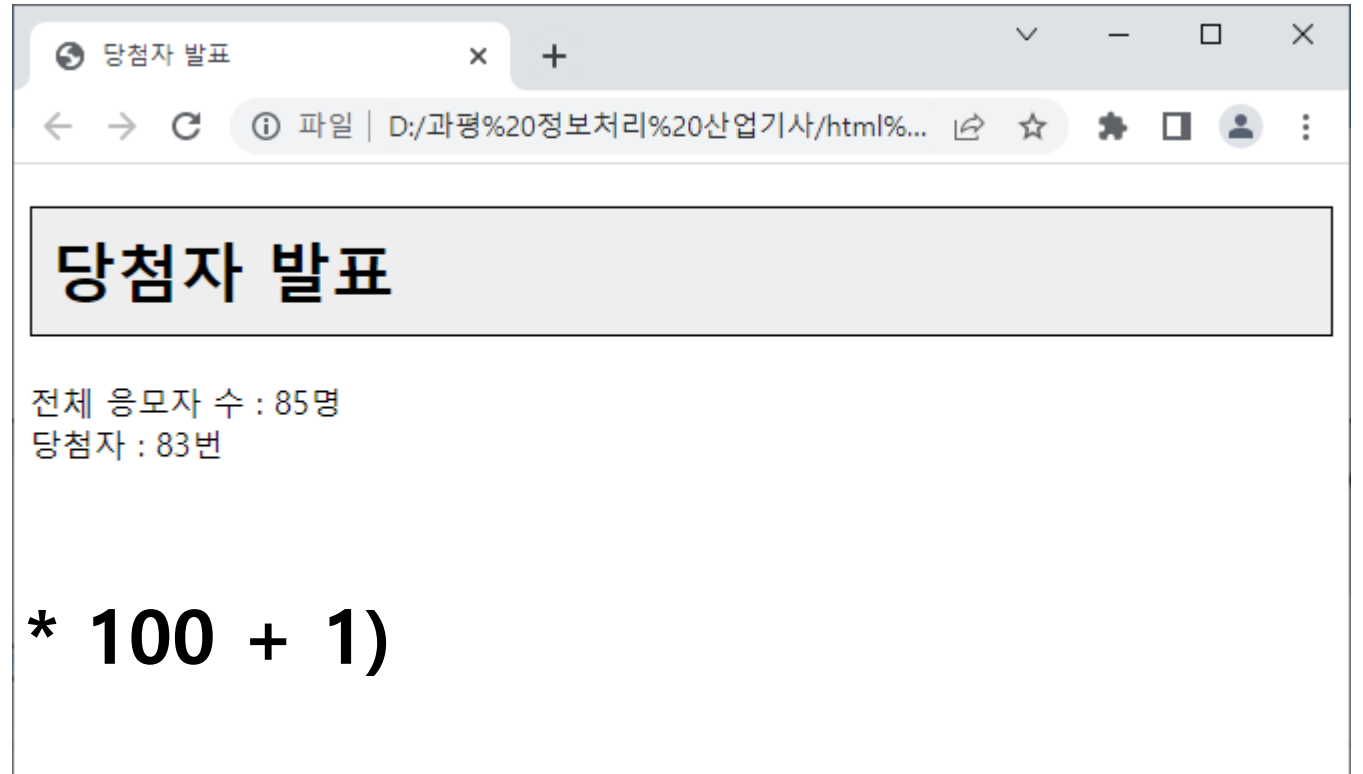 당첨자 발표
파일 | D:/과평%20정보처리%20산업기사/html%...
당첨자 발표
전체 응모자 수 : 85명
당첨자 : 83번
* 100 + 1)